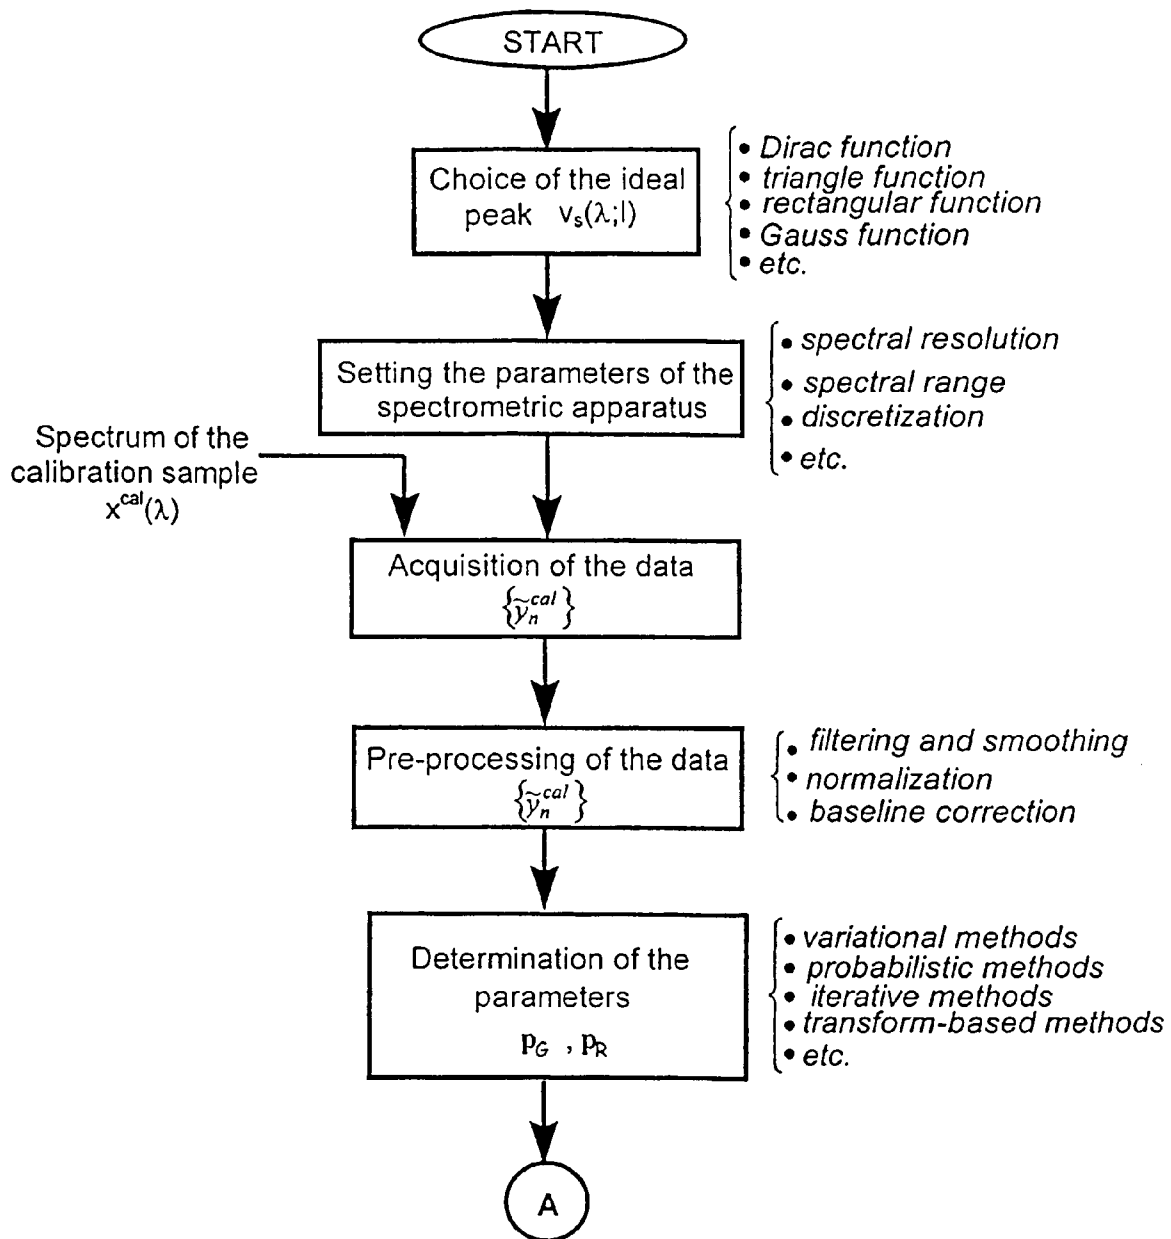 START
Choice of the ideal
peak vₛ(λ;l)
• Dirac function
• triangle function
• rectangular function
• Gauss function
• etc.
Setting the parameters of the
spectrometric apparatus
• spectral resolution
• spectral range
• discretization
• etc.
Spectrum of the
calibration sample
x^cal(λ)
Acquisition of the data
{ỹₙ^cal}
Pre-processing of the data
{ỹₙ^cal}
• filtering and smoothing
• normalization
• baseline correction
Determination of the
parameters
p_G , p_R
• variational methods
• probabilistic methods
• iterative methods
• transform-based methods
• etc.
A